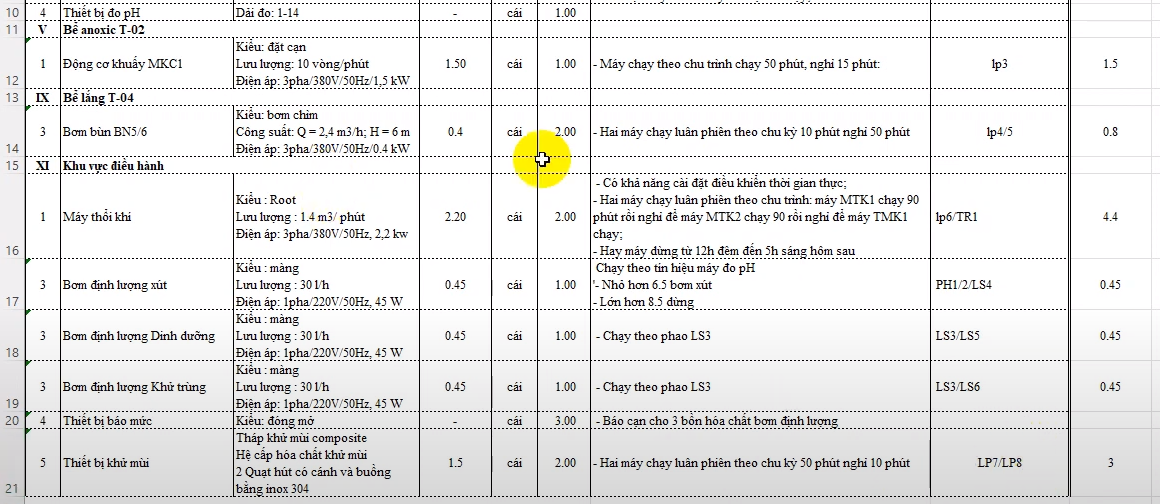 10 4 Thiết bị đo pH Dải đo: 1-14 - cái 1.00
11 V Bể anoxic T-02
Kiểu: đặt cạn
Lưu lượng: 10 vòng/phút
Điện áp: 3pha/380V/50Hz/1,5 kW
12 1 Động cơ khuấy MKC1 1.50 cái 1.00 - Máy chạy theo chu trình chạy 50 phút, nghỉ 15 phút: lp3 1.5
13 IX Bể lắng T-04
Kiểu: bơm chìm
Công suất: Q = 2,4 m3/h; H = 6 m
Điện áp: 3pha/380V/50Hz/0.4 kW
14 3 Bơm bùn BN5/6 0.4 cái 2.00 - Hai máy chạy luân phiên theo chu kỳ 10 phút nghỉ 50 phút lp4/5 0.8
15 XI Khu vực điều hành
Kiểu : Root
Lưu lượng : 1.4 m3/ phút
Điện áp: 3pha/380V/50Hz, 2,2 kw
16 1 Máy thổi khí 2.20 cái 2.00
- Có khả năng cài đặt điều khiển thời gian thực;
- Hai máy chạy luân phiên theo chu trình: máy MTK1 chạy 90
phút rồi nghỉ để máy MTK2 chạy 90 rồi nghỉ để máy TMK1
chạy;
- Hay máy dừng từ 12h đêm đến 5h sáng hôm sau
lp6/TR1 4.4
Kiểu : màng
Lưu lượng : 30 l/h
Điện áp: 1pha/220V/50Hz, 45 W
17 3 Bơm định lượng xút 0.45 cái 1.00
Chạy theo tín hiệu máy đo pH
'- Nhỏ hơn 6.5 bơm xút
- Lớn hơn 8.5 dừng
PH1/2/LS4 0.45
Kiểu : màng
Lưu lượng : 30 l/h
Điện áp: 1pha/220V/50Hz, 45 W
18 3 Bơm định lượng Dinh dưỡng 0.45 cái 1.00 - Chạy theo phao LS3 LS3/LS5 0.45
Kiểu : màng
Lưu lượng : 30 l/h
Điện áp: 1pha/220V/50Hz, 45 W
19 3 Bơm định lượng Khử trùng 0.45 cái 1.00 - Chạy theo phao LS3 LS3/LS6 0.45
20 4 Thiết bị báo mức Kiểu: đóng mở - cái 3.00 - Báo cạn cho 3 bồn hóa chất bơm định lượng
Tháp khử mùi composite
Hệ cấp hóa chất khử mùi
2 Quạt hút có cánh và buồng
bằng inox 304
21 5 Thiết bị khử mùi 1.5 cái 2.00 - Hai máy chạy luân phiên theo chu kỳ 50 phút nghỉ 10 phút LP7/LP8 3